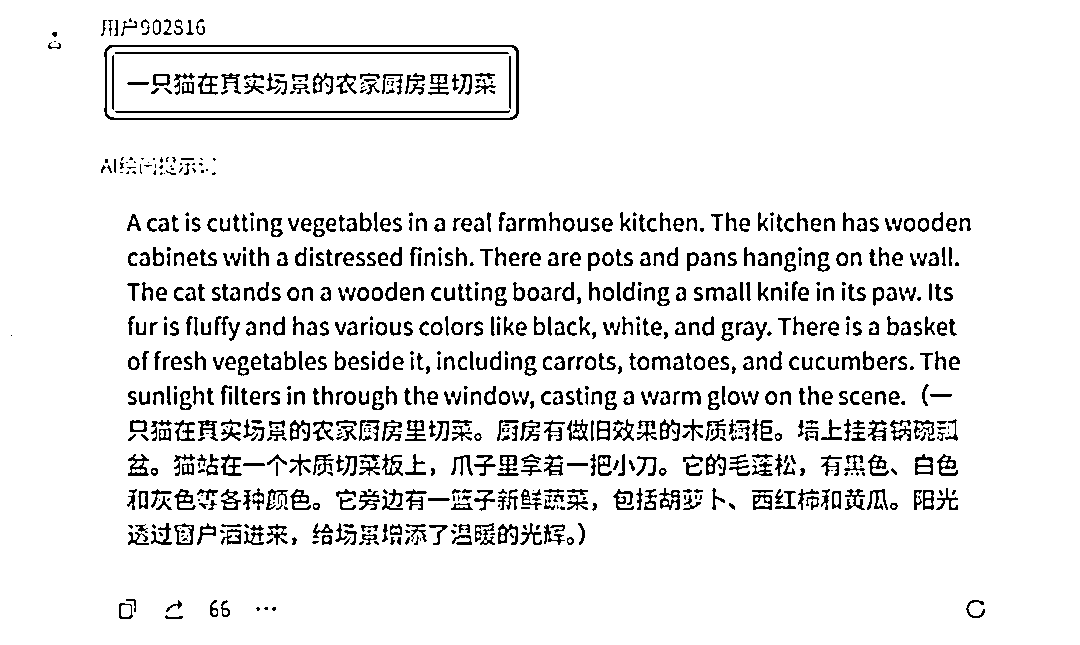 用户902816
一只猫在真实场景的农家厨房里切菜
AI绘画提示词
A cat is cutting vegetables in a real farmhouse kitchen. The kitchen has wooden
cabinets with a distressed finish. There are pots and pans hanging on the wall.
The cat stands on a wooden cutting board, holding a small knife in its paw. Its
fur is fluffy and has various colors like black, white, and gray. There is a basket
of fresh vegetables beside it, including carrots, tomatoes, and cucumbers. The
sunlight filters in through the window, casting a warm glow on the scene.（一
只猫在真实场景的农家厨房里切菜。厨房有做旧效果的木质橱柜。墙上挂着锅碗瓢
盆。猫站在一个木质切菜板上，爪子里拿着一把小刀。它的毛蓬松，有黑色、白色
和灰色等各种颜色。它旁边有一篮子新鲜蔬菜，包括胡萝卜、西红柿和黄瓜。阳光
透过窗户洒进来，给场景增添了温暖的光辉。）
66